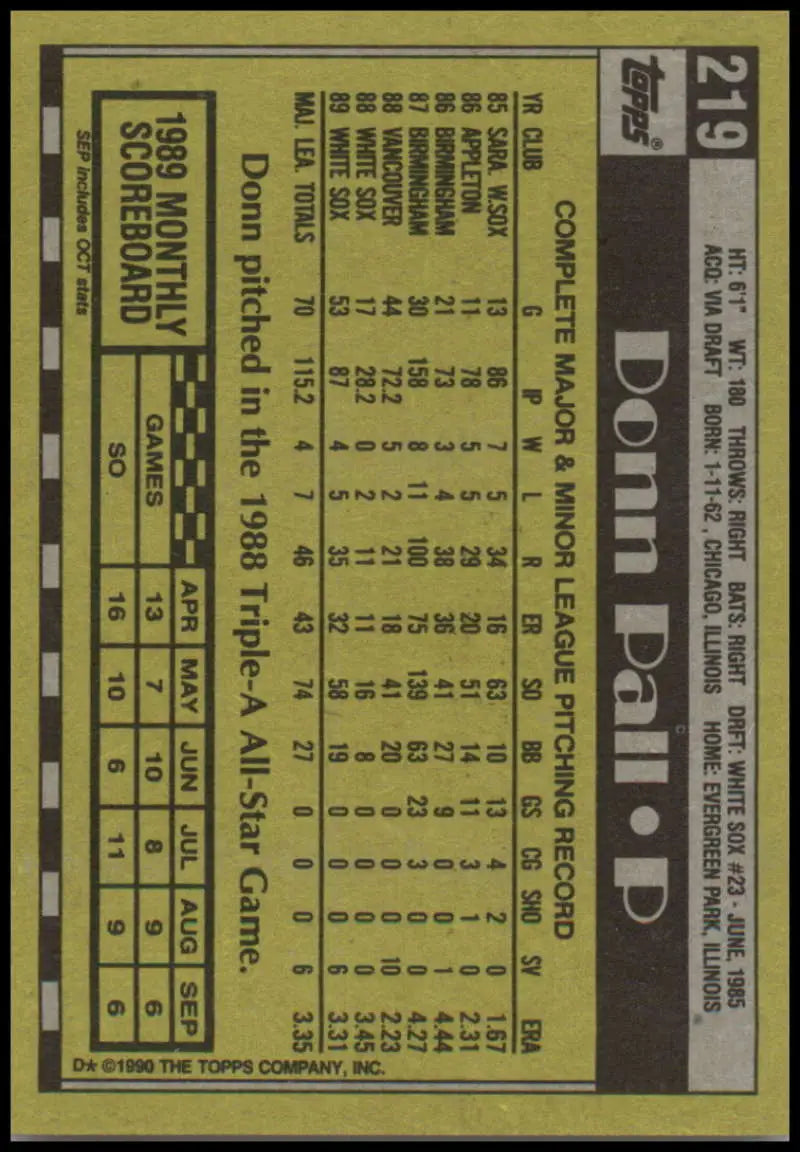 219
HT: 6'1" WT: 180 THROWS: RIGHT BATS: RIGHT DRFT: WHITE SOX #23 - JUNE, 1985
ACQ: VIA DRAFT BORN: 1-11-62, CHICAGO, ILLINOIS HOME: EVERGREEN PARK, ILLINOIS
topps®
Donn Pall • P
COMPLETE MAJOR & MINOR LEAGUE PITCHING RECORD
YR CLUB G IP W L R ER SO BB GS CG SHO SV ERA
85 SARA. W.SOX 13 86 7 5 34 16 63 10 13 4 2 0 1.67
86 APPLETON 11 78 5 5 29 20 51 14 11 3 1 0 2.31
86 BIRMINGHAM 21 73 3 4 38 36 41 27 9 0 0 1 4.44
87 BIRMINGHAM 30 158 8 11 100 75 139 63 23 3 0 0 4.27
88 VANCOUVER 44 72.2 5 2 21 18 41 20 0 0 0 10 2.23
88 WHITE SOX 17 28.2 0 2 11 11 16 8 0 0 0 0 3.45
89 WHITE SOX 53 87 4 5 35 32 58 19 0 0 0 6 3.31
MAJ. LEA. TOTALS 70 115.2 4 7 46 43 74 27 0 0 0 6 3.35
Donn pitched in the 1988 Triple-A All-Star Game.
1989 MONTHLY
SCOREBOARD
APR MAY JUN JUL AUG SEP
GAMES 13 7 10 8 9 6
SO 16 10 6 11 9 6
SEP includes OCT stats
D* ©1990 THE TOPPS COMPANY, INC.